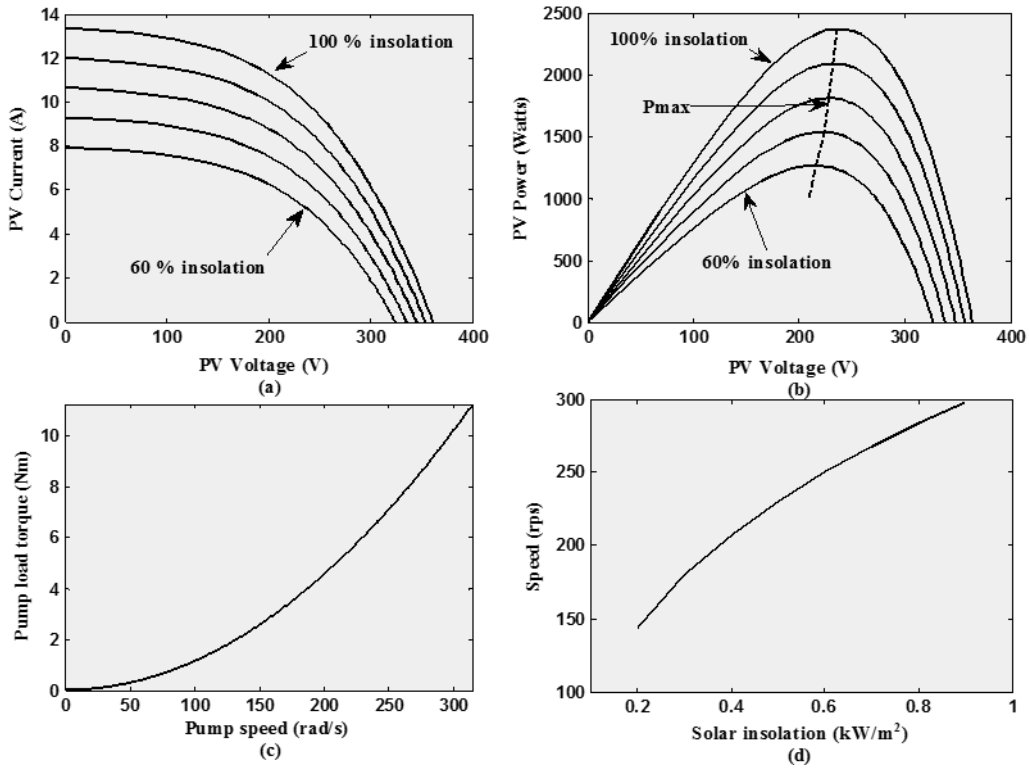 14
12
10
8
6
4
2
0
PV Current (A)
100 % insolation
60 % insolation
0 100 200 300 400
PV Voltage (V)
(a)
2500
2000
1500
1000
500
0
PV Power (Watts)
100% insolation
Pmax
60% insolation
0 100 200 300 400
PV Voltage (V)
(b)
10
8
6
4
2
0
Pump load torque (Nm)
0 50 100 150 200 250 300
Pump speed (rad/s)
(c)
300
250
200
150
100
Speed (rps)
0.2 0.4 0.6 0.8 1
Solar insolation (kW/m²)
(d)